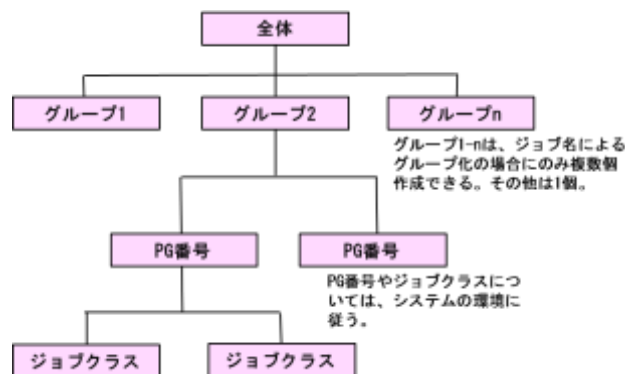 全体
グループ1
グループ2
グループn
グループ1-nは、ジョブ名による
グループ化の場合にのみ複数個
作成できる。その他は1個。
PG番号
PG番号
PG番号やジョブクラスにつ
いては、システムの環境に
従う。
ジョブクラス
ジョブクラス